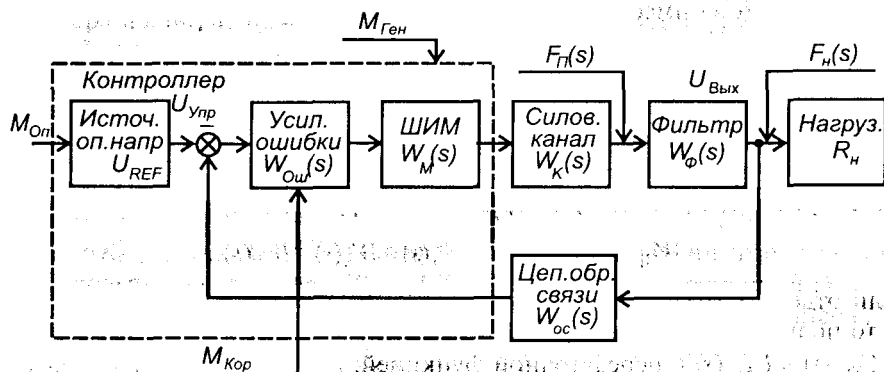 M_Ген
Контроллер
F_П(s)
F_н(s)
U_Вых
U_Упр
M_Оп
Источ.
оп.напр
U_REF
–
Усил.
ошибки
W_Ош(s)
ШИМ
W_М(s)
Силов.
канал
W_К(s)
Фильтр
W_Ф(s)
Нагруз.
R_н
Цеп.обр.
связи
W_ос(s)
M_Кор